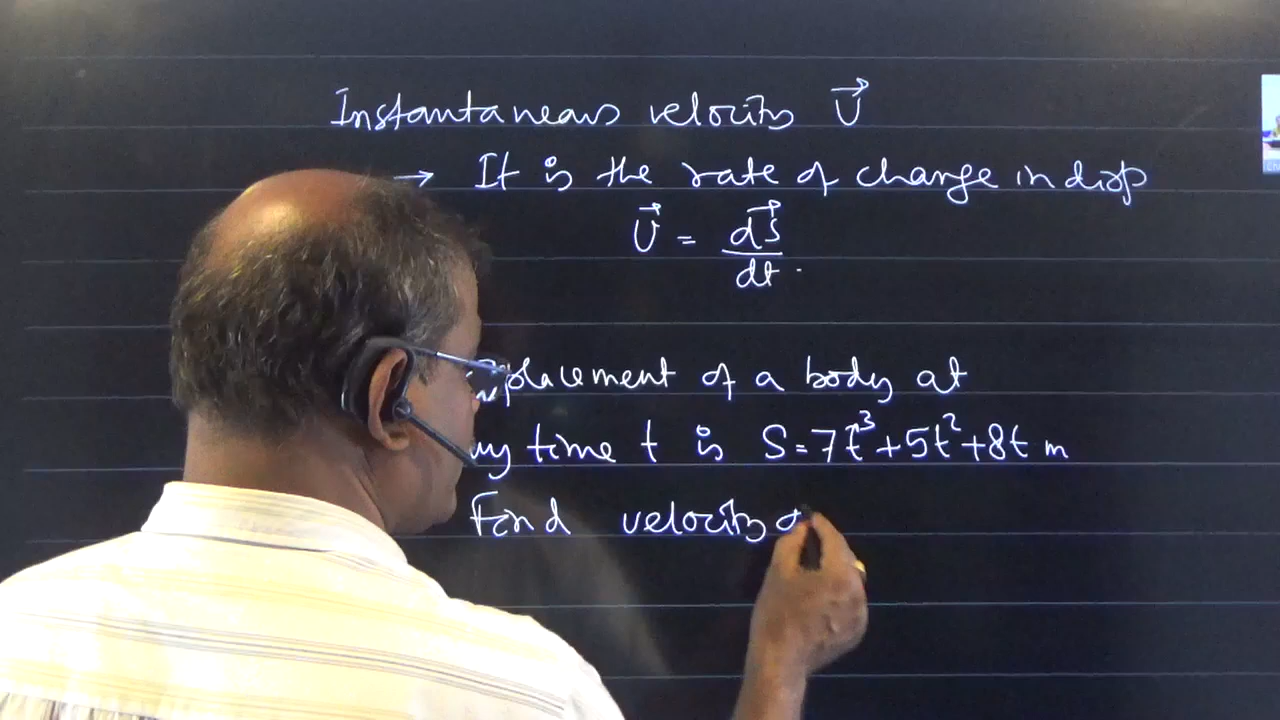 Instantaneous velocity U⃗
→ It is the rate of change in disp
U⃗ = dS⃗/dt.
placement of a body at
ny time t is S=7t³+5t²+8t m
Find velocity